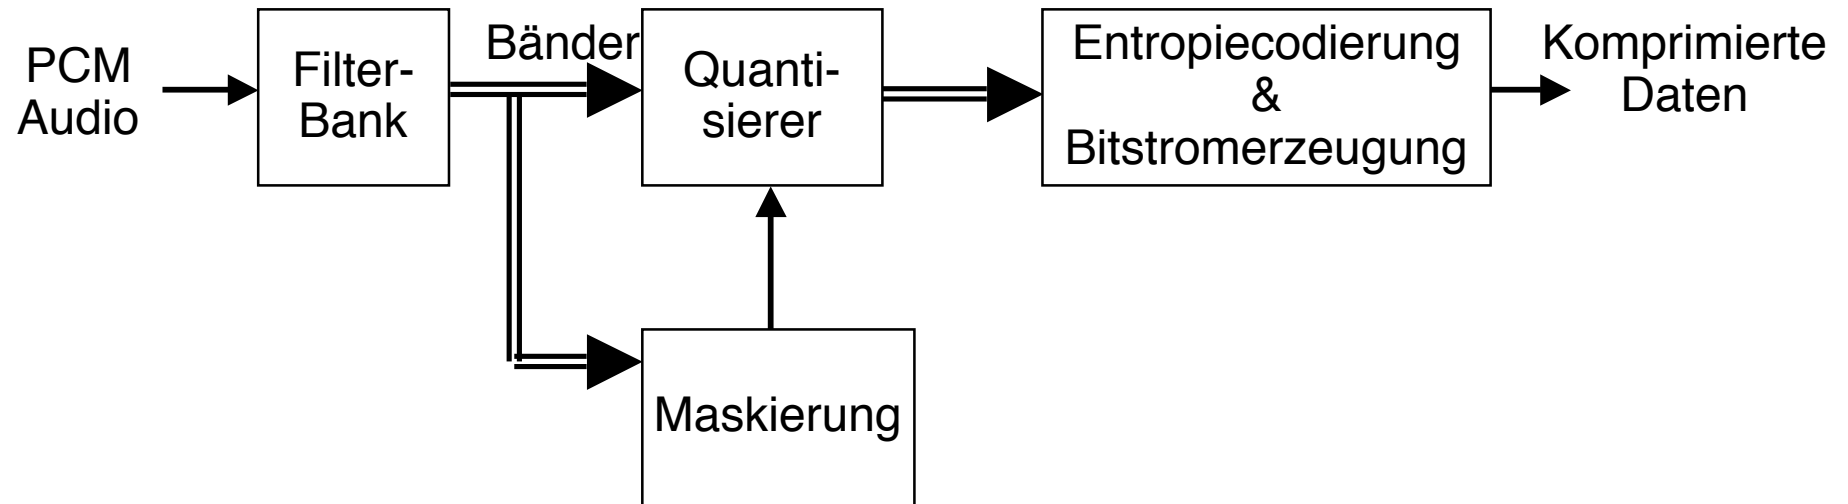 PCM
Audio
Filter-
Bank
Bänder
Quanti-
sierer
Entropiecodierung
&
Bitstromerzeugung
Komprimierte
Daten
Maskierung